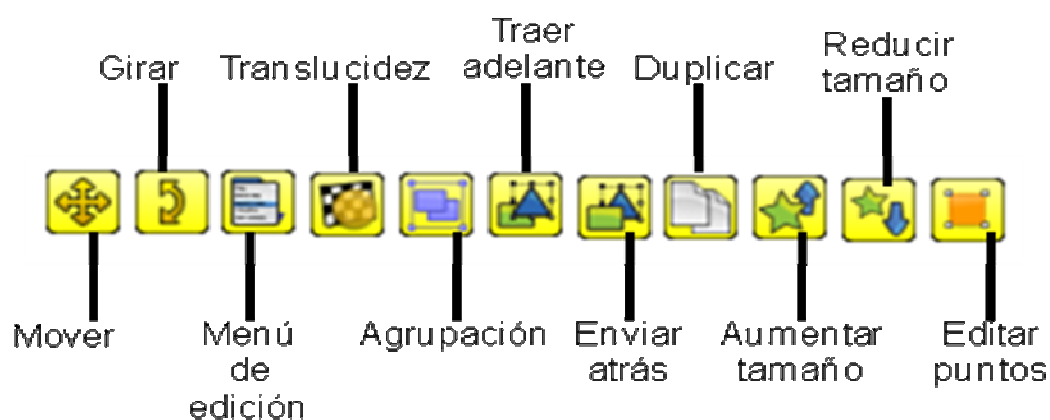 Girar
Translucidez
Traer
adelante
Duplicar
Reducir
tamaño
Mover
Menú
de
edición
Agrupación
Enviar
atrás
Aumentar
tamaño
Editar
puntos